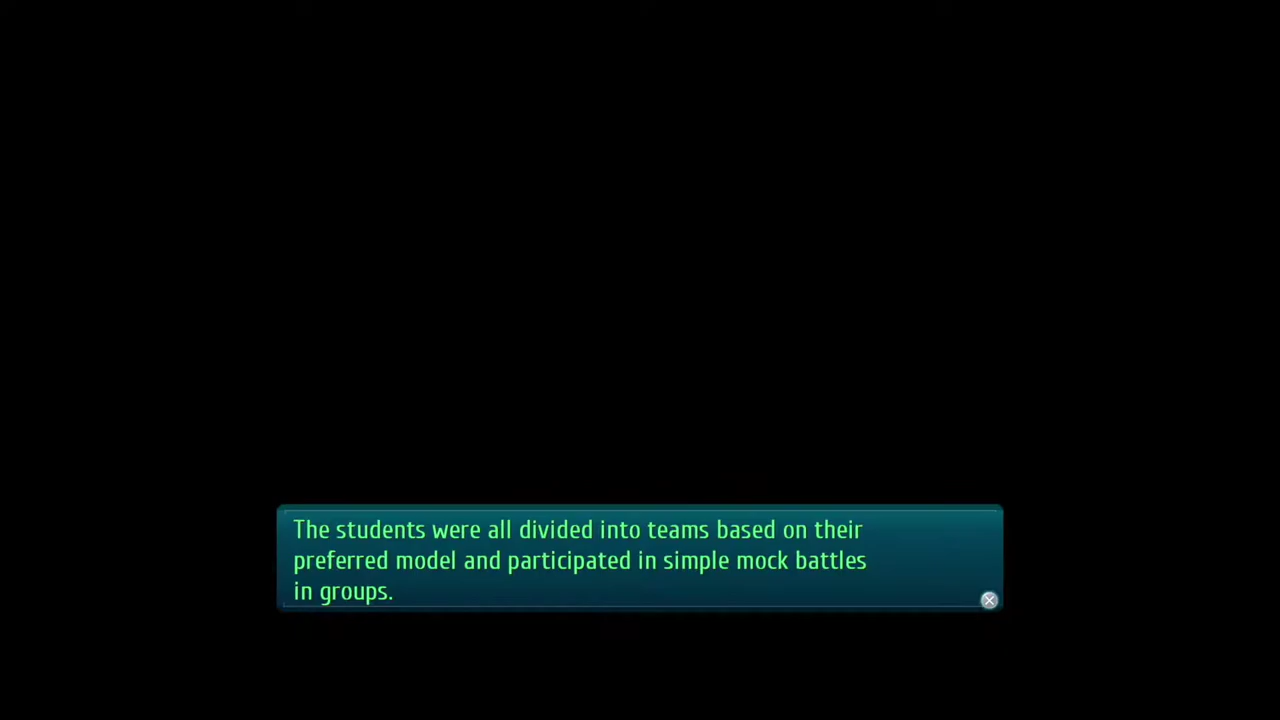 The students were all divided into teams based on their
preferred model and participated in simple mock battles
in groups.